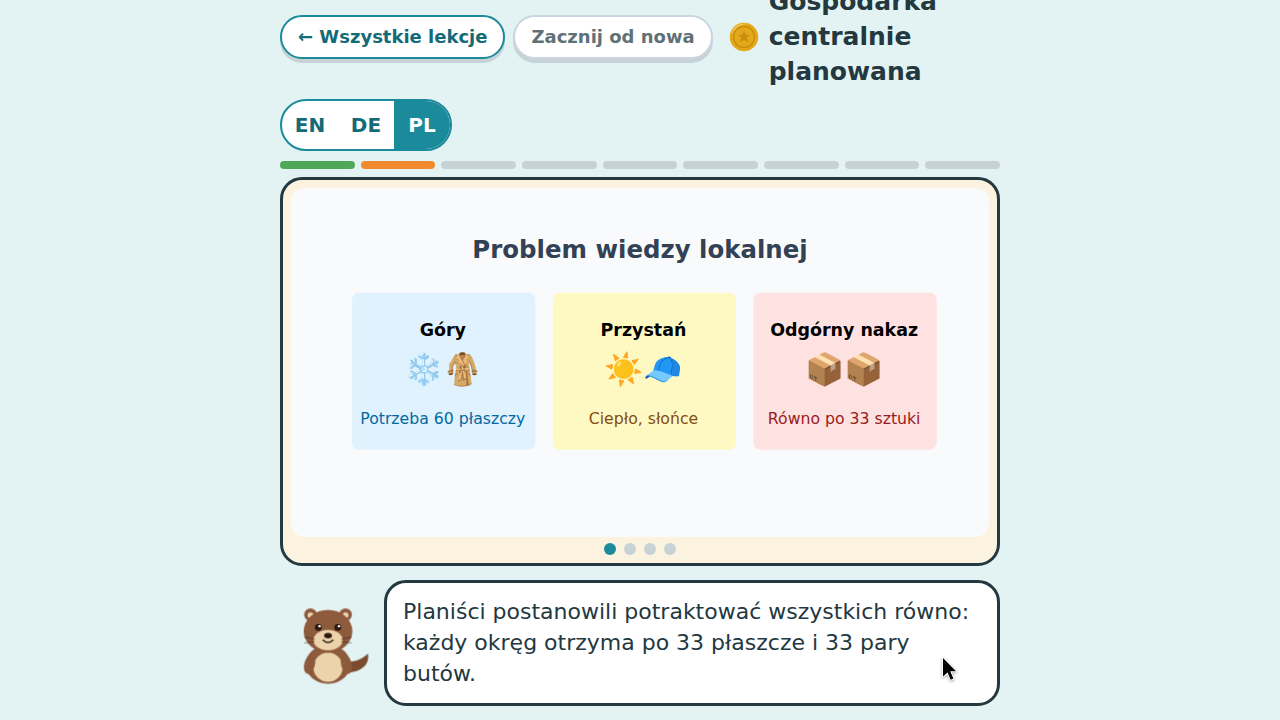 ← Wszystkie lekcje
Zacznij od nowa
Gospodarka
centralnie
planowana
EN DE PL
Problem wiedzy lokalnej
Góry
Potrzeba 60 płaszczy
Przystań
Ciepło, słońce
Odgórny nakaz
Równo po 33 sztuki
Planiści postanowili potraktować wszystkich równo:
każdy okręg otrzyma po 33 płaszcze i 33 pary
butów.